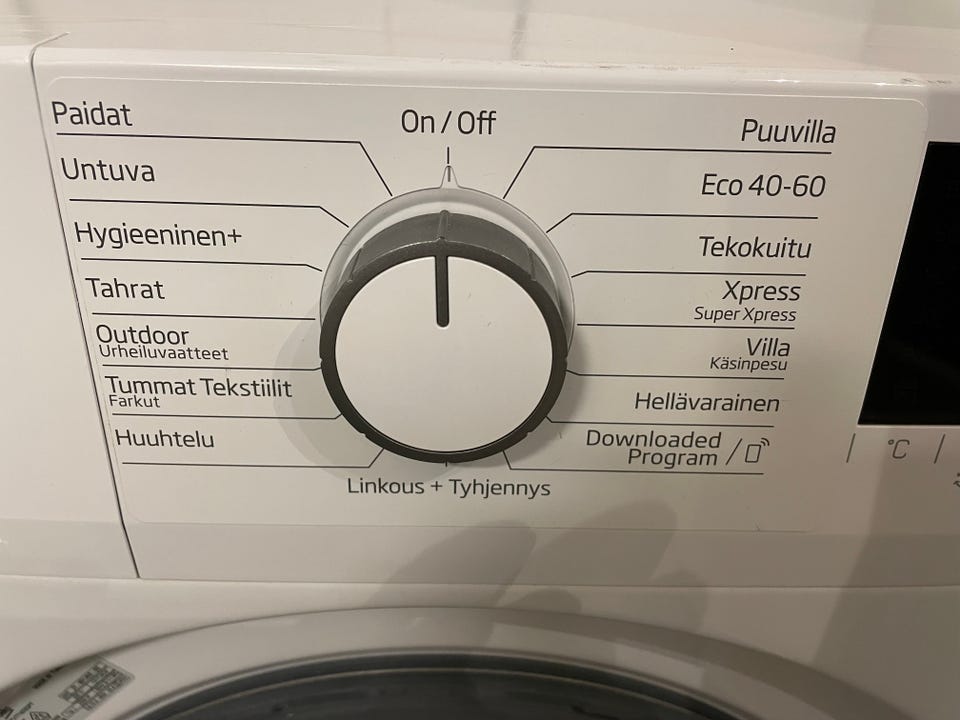 On / Off
Paidat
Untuva
Hygieeninen+
Tahrat
Outdoor
Urheiluvaatteet
Tummat Tekstiilit
Farkut
Huuhtelu
Linkous + Tyhjennys
Puuvilla
Eco 40-60
Tekokuitu
Xpress
Super Xpress
Villa
Käsinpesu
Hellävarainen
Downloaded
Program /
°C